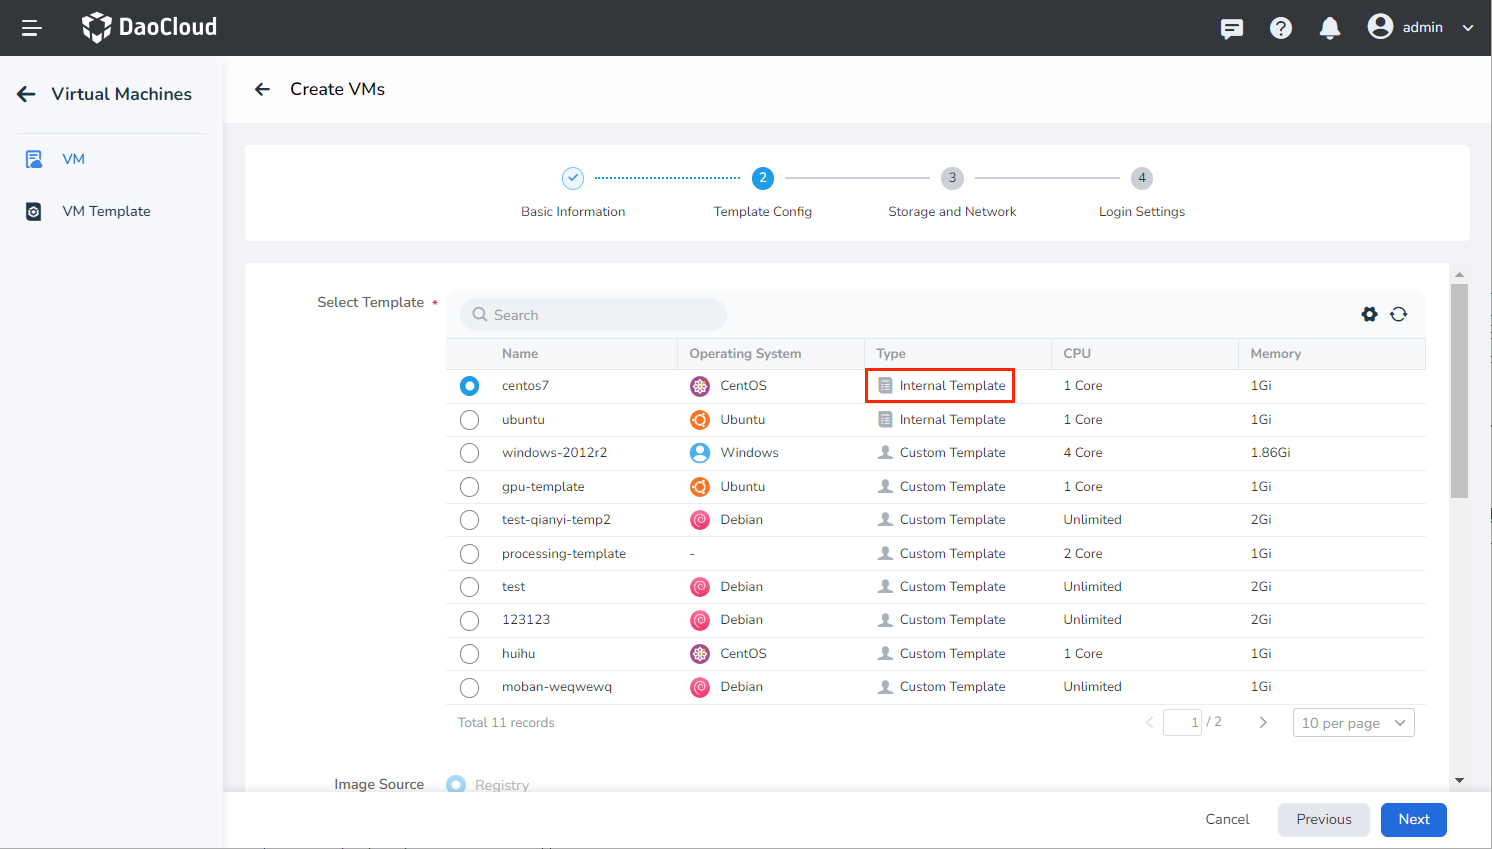 DaoCloud
admin
Virtual Machines
Create VMs
VM
VM Template
2
3
4
Basic Information
Template Config
Storage and Network
Login Settings
Select Template *
Search
Name Operating System Type CPU Memory
centos7 CentOS Internal Template 1 Core 1Gi
ubuntu Ubuntu Internal Template 1 Core 1Gi
windows-2012r2 Windows Custom Template 4 Core 1.86Gi
gpu-template Ubuntu Custom Template 1 Core 1Gi
test-qianyi-temp2 Debian Custom Template Unlimited 2Gi
processing-template - Custom Template 2 Core 1Gi
test Debian Custom Template Unlimited 2Gi
123123 Debian Custom Template Unlimited 2Gi
huihu CentOS Custom Template 1 Core 1Gi
moban-weqwewq Debian Custom Template Unlimited 1Gi
Total 11 records
1 / 2
10 per page
Image Source
Registry
Cancel
Previous
Next